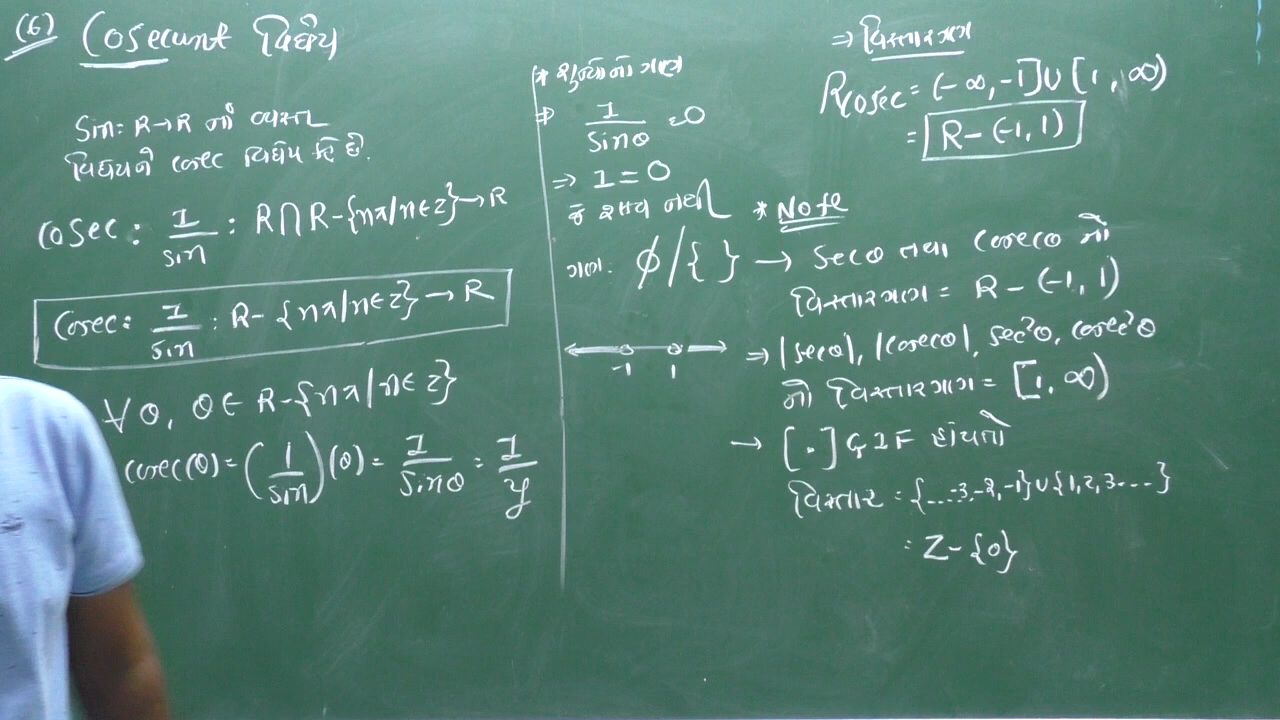 (6) Cosecunt વિધેય
Sin: R→R ની વ્યસ્ત
વિધેયને cosec વિધેય કહે છે.
Cosec: 1/sin : R∩R-{nπ/n∈z}→R
Cosec: 1/sin : R-{nπ/n∈z}→R
∀θ, θ∈ R-{nπ/n∈z}
cosec(θ) = (1/sin)(θ) = 1/sinθ = 1/y
* શૂન્યોનો ગણ
⇒ 1/sinθ = 0
⇒ 1=0
જે શક્ય નથી
ગણ: ϕ/{ }
-1 1
⇒ વિસ્તારગણ
Rcosec = (-∞,-1]∪[1,∞)
= R-(-1,1)
* Note
→ secθ તથા cosecθ નો
વિસ્તારગણ = R-(-1,1)
⇒ |secθ|, |cosecθ|, sec²θ, cosec²θ
નો વિસ્તારગણ = [1,∞)
→ [.] GIF હોયતો
વિસ્તાર = {...-3,-2,-1}∪{1,2,3....}
= Z-{0}